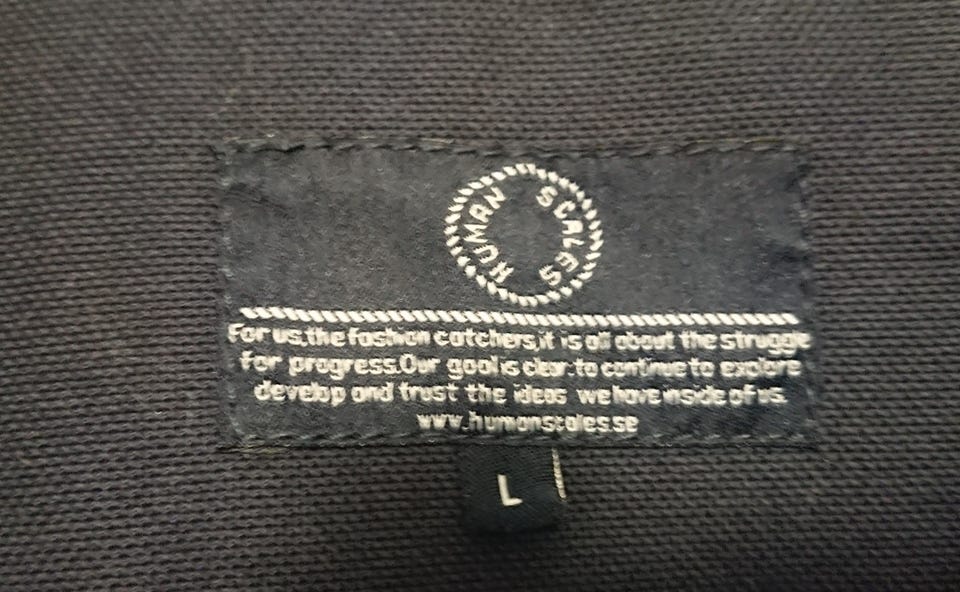 HUMAN SCALES
For us.the fashion catchers,it is all about the struggle
for progress.Our goal is clear:to continue to explore
develop and trust the ideas we have inside of us.
www.humanscales.se
L